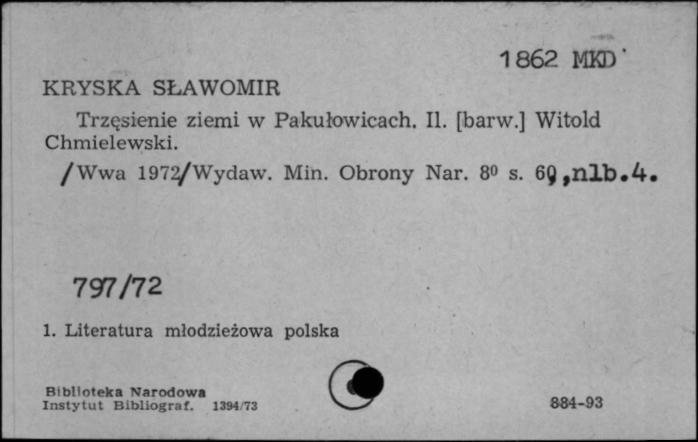 1862 MKD
KRYSKA SŁAWOMIR
Trzęsienie ziemi w Pakułowicach. Il. [barw.] Witold
Chmielewski.
/Wwa 1972/Wydaw. Min. Obrony Nar. 8⁰ s. 60,nlb.4.
797/72
1. Literatura młodzieżowa polska
Biblioteka Narodowa
Instytut Bibliograf. 1394/73
884-93